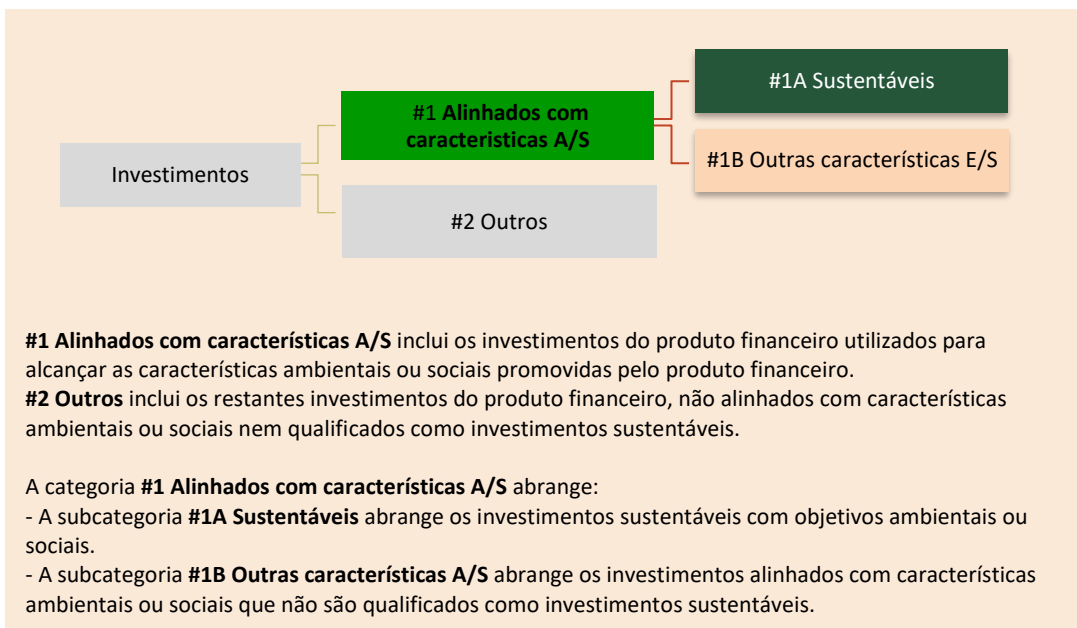 #1A Sustentáveis
#1 Alinhados com
caracteristicas A/S
#1B Outras características E/S
Investimentos
#2 Outros
#1 Alinhados com características A/S inclui os investimentos do produto financeiro utilizados para
alcançar as características ambientais ou sociais promovidas pelo produto financeiro.
#2 Outros inclui os restantes investimentos do produto financeiro, não alinhados com características
ambientais ou sociais nem qualificados como investimentos sustentáveis.
A categoria #1 Alinhados com características A/S abrange:
- A subcategoria #1A Sustentáveis abrange os investimentos sustentáveis com objetivos ambientais ou
sociais.
- A subcategoria #1B Outras características A/S abrange os investimentos alinhados com características
ambientais ou sociais que não são qualificados como investimentos sustentáveis.